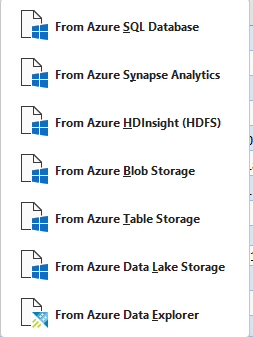 From Azure SQL Database
From Azure Synapse Analytics
From Azure HDInsight (HDFS)
From Azure Blob Storage
From Azure Table Storage
From Azure Data Lake Storage
From Azure Data Explorer